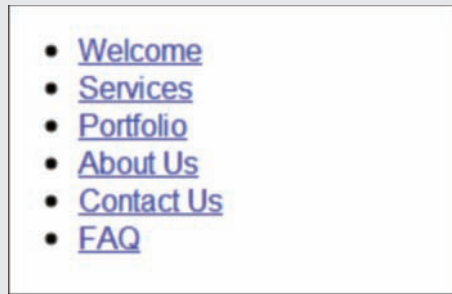 Welcome
Services
Portfolio
About Us
Contact Us
FAQ